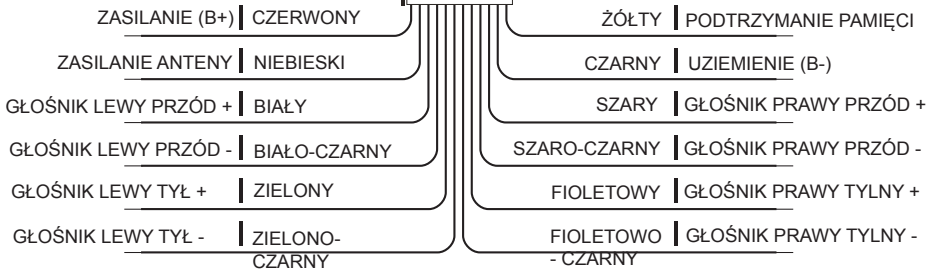 ZASILANIE (B+) CZERWONY
ŻÓŁTY PODTRZYMANIE PAMIĘCI
ZASILANIE ANTENY NIEBIESKI
CZARNY UZIEMIENIE (B-)
GŁOŚNIK LEWY PRZÓD + BIAŁY
SZARY GŁOŚNIK PRAWY PRZÓD +
GŁOŚNIK LEWY PRZÓD - BIAŁO-CZARNY
SZARO-CZARNY GŁOŚNIK PRAWY PRZÓD -
GŁOŚNIK LEWY TYŁ + ZIELONY
FIOLETOWY GŁOŚNIK PRAWY TYLNY +
GŁOŚNIK LEWY TYŁ - ZIELONO-
CZARNY
FIOLETOWO GŁOŚNIK PRAWY TYLNY -
- CZARNY